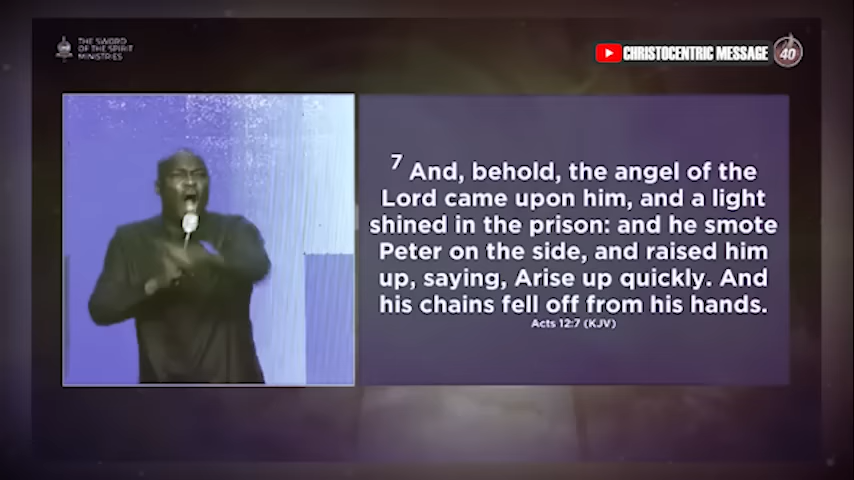 THE SWORD
OF THE SPIRIT
MINISTRIES
CHRISTOCENTRIC MESSAGE
40
7 And, behold, the angel of the
Lord came upon him, and a light
shined in the prison: and he smote
Peter on the side, and raised him
up, saying, Arise up quickly. And
his chains fell off from his hands.
Acts 12:7 (KJV)